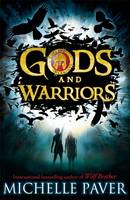 GODS
AND
WARRIORS
International bestselling author of Wolf Brother
MICHELLE PAVER